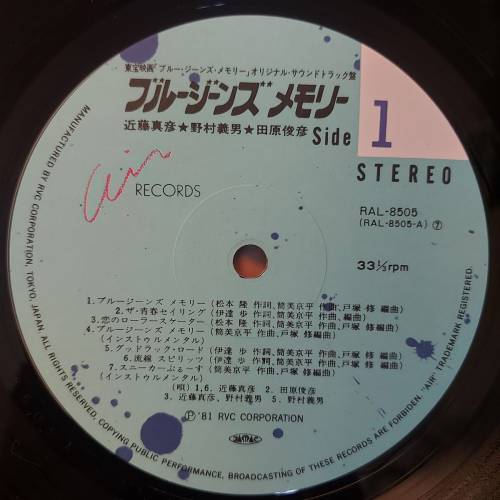 東宝映画「ブルー・ジーンズ・メモリー」オリジナル・サウンドトラック盤
ブルージーンズ メモリー
近藤真彦★野村義男★田原俊彦
Side 1
STEREO
air RECORDS
RAL-8505
(RAL-8505-A) ⑦
33⅓rpm
1.ブルージーンズ メモリー(松本 隆 作詞、筒美京平 作曲、戸塚 修 編曲)
2.ザ・青春セイリング(伊達 歩 作詞、筒美京平 作曲、編曲)
3.恋のローラースケーター(松本 隆 作詞、筒美京平 作曲、戸塚 修 編曲)
4.ブルージーンズ メモリー(筒美京平 作曲、戸塚 修編曲)
(インストゥルメンタル)
5.グッドラック・ロード(伊達 歩 作詞、筒美京平 作曲、戸塚 修 編曲)
6.流線 スピリッツ(伊達 歩 作詞、筒美京平 作曲、戸塚 修 編曲)
7.スニーカーぶるーす(筒美京平 作曲、戸塚 修編曲)
(インストゥルメンタル)
(唄) 1、6. 近藤真彦 2. 田原俊彦
3. 近藤真彦、野村義男 5. 野村義男
Ⓟ '81 RVC CORPORATION
MANUFACTURED BY RVC CORPORATION, TOKYO, JAPAN. ALL RIGHTS RESERVED, COPYING PUBLIC PERFORMANCE, BROADCASTING OF THESE RECORDS ARE FORBIDDEN. "AIR" TRADEMARK REGISTERED.